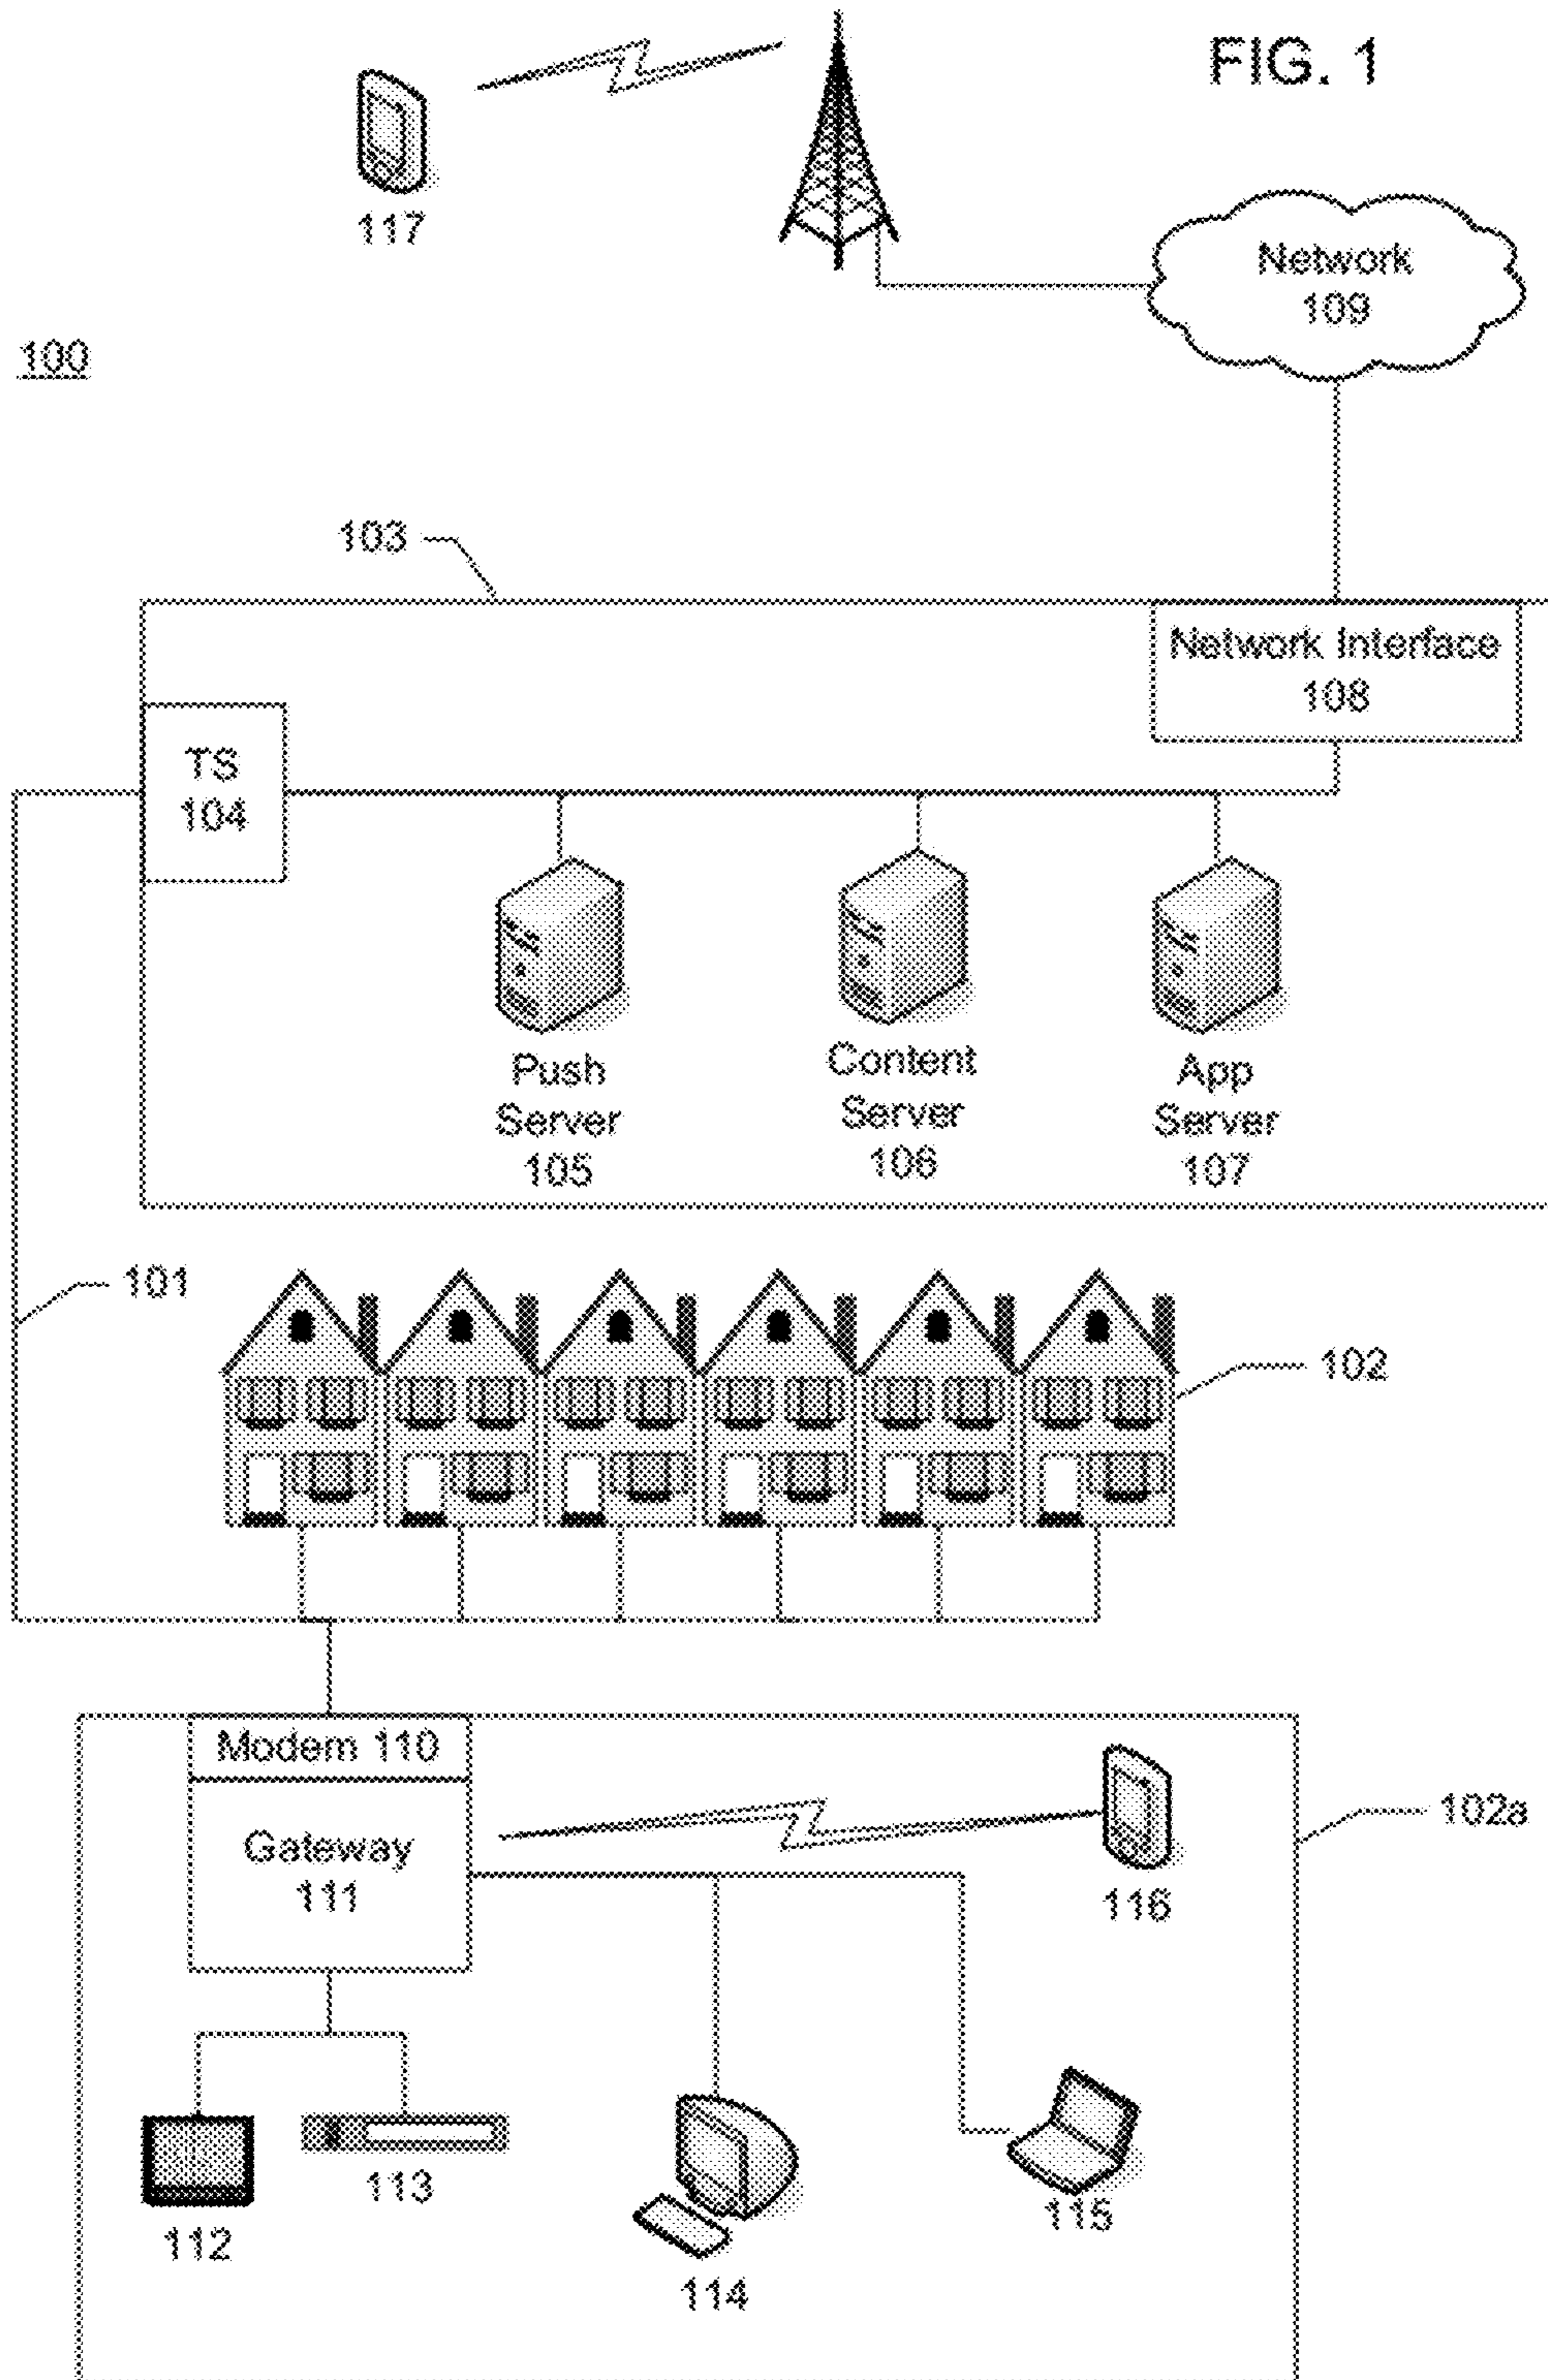 FIG. 1
117
Network
109
100
103
Network Interface
108
TS
104
Push
Server
105
Content
Server
106
App
Server
107
101
102
Modem 110
Gateway
111
116
102a
112
113
114
115